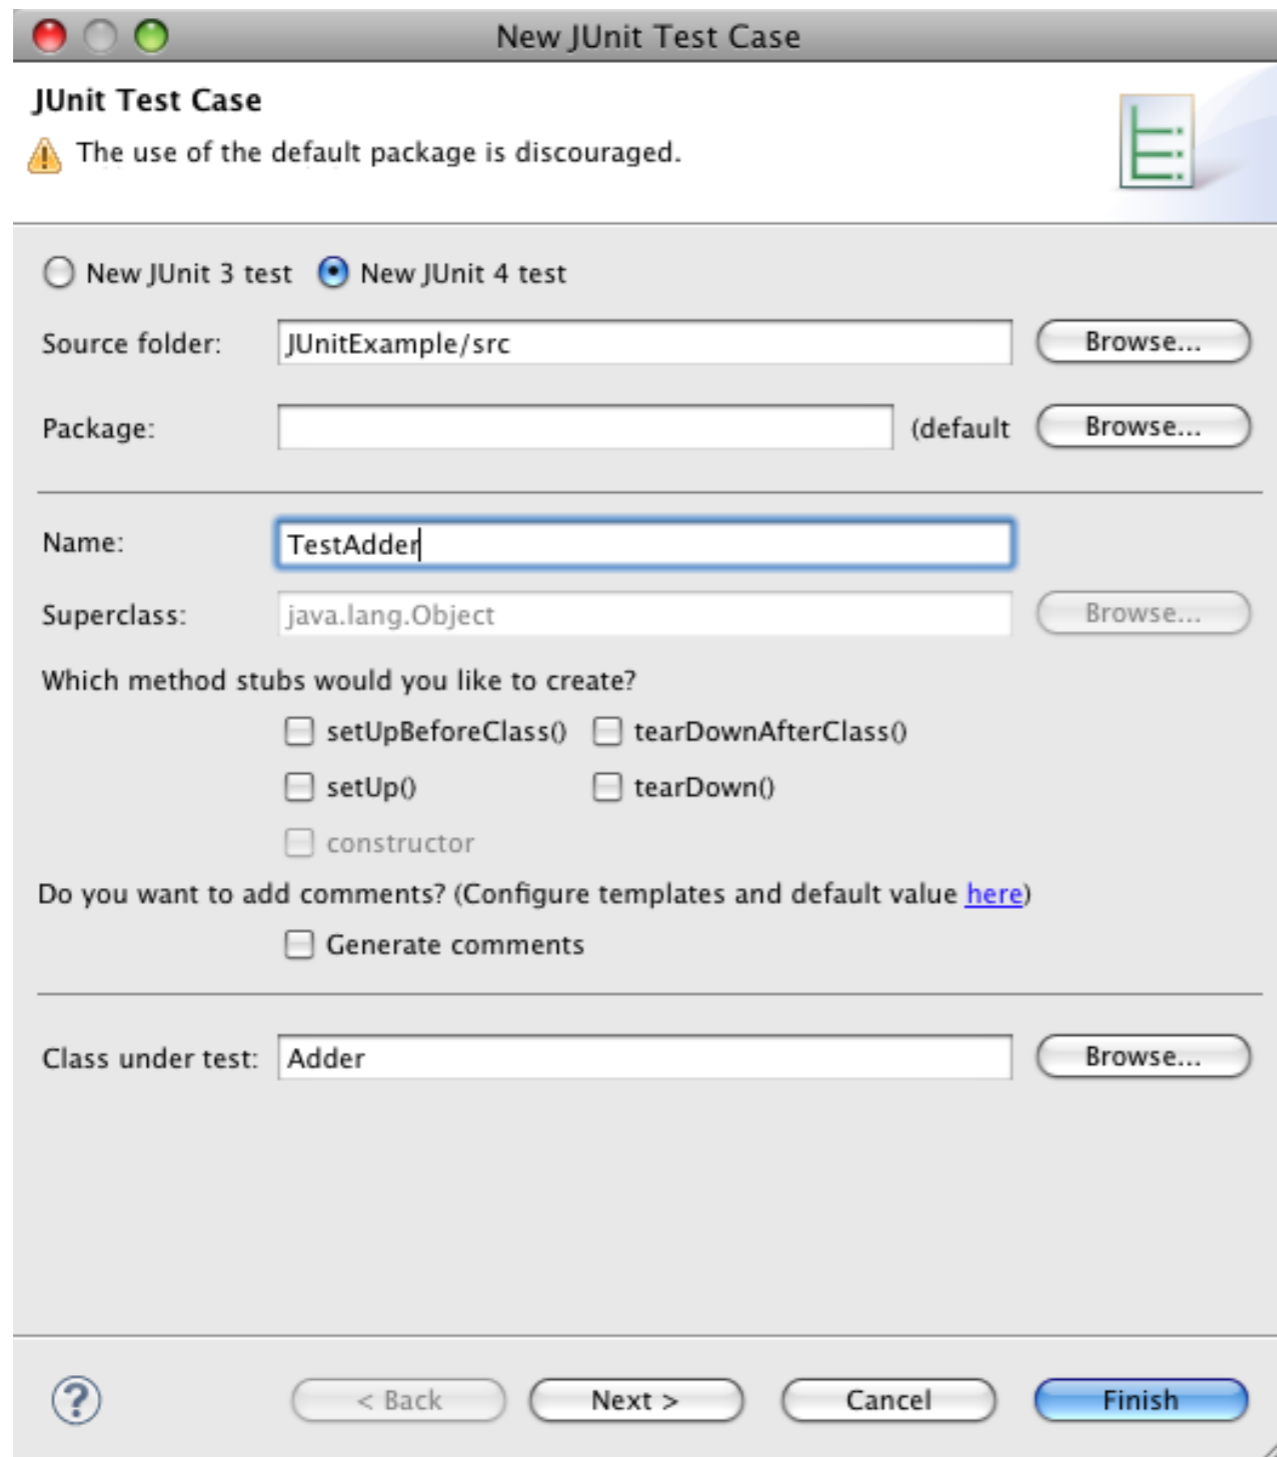 New JUnit Test Case
JUnit Test Case
The use of the default package is discouraged.
New JUnit 3 test New JUnit 4 test
Source folder: JUnitExample/src Browse...
Package: (default Browse...
Name: TestAdder
Superclass: java.lang.Object Browse...
Which method stubs would you like to create?
setUpBeforeClass() tearDownAfterClass()
setUp() tearDown()
constructor
Do you want to add comments? (Configure templates and default value here)
Generate comments
Class under test: Adder Browse...
? < Back Next > Cancel Finish